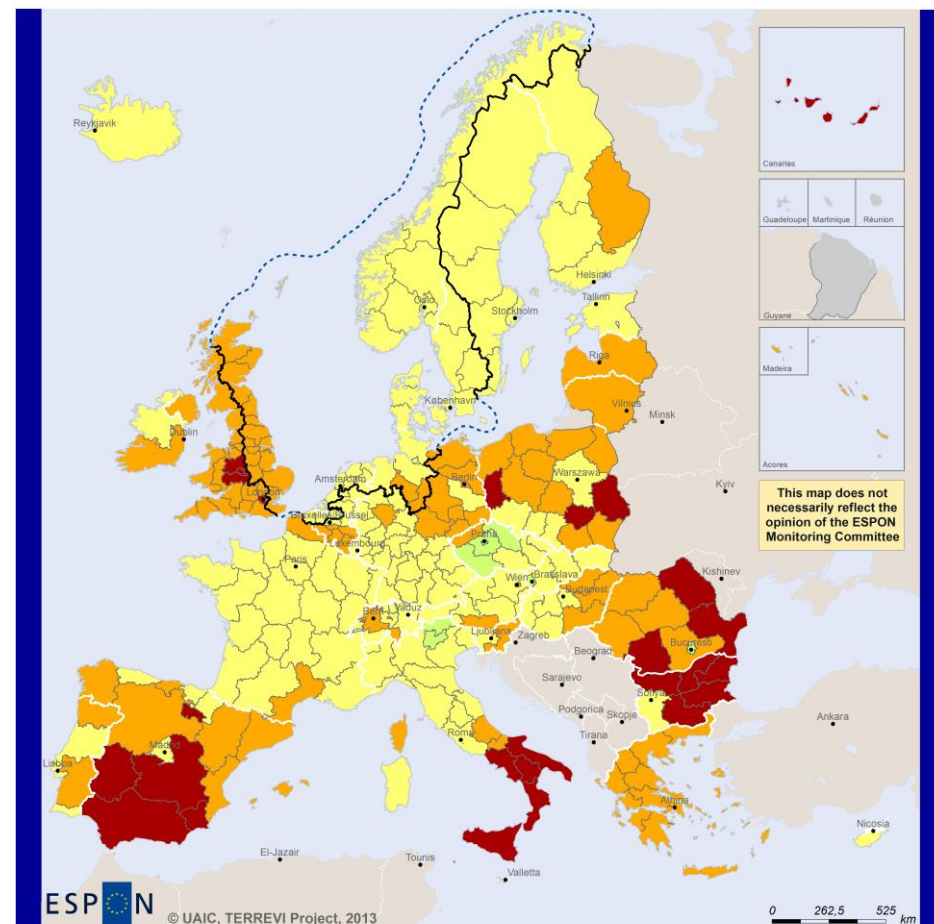 Reykjavik
Canarias
Guadeloupe Martinique Réunion
Guyane
Madeira
Acores
This map does not
necessarily reflect the
opinion of the ESPON
Monitoring Committee
Oslo
Helsinki
Tallinn
Stockholm
Riga
København
Vilnius
Minsk
Dublin
Amsterdam
Berlin
Warszawa
London
Bruxelles/Brussel
Kyiv
Luxembourg
Praha
Paris
Wien
Bratislava
Budapest
Kishinev
Bern
Vaduz
Ljubljana
Zagreb
Beograd
Bucuresti
Sarajevo
Sofiya
Podgorica
Skopje
Roma
Tirana
Ankara
Madrid
Lisboa
Athina
Nicosia
El-Jazair
Tounis
Valletta
ESPON
© UAIC, TERREVI Project, 2013
0 262,5 525
km